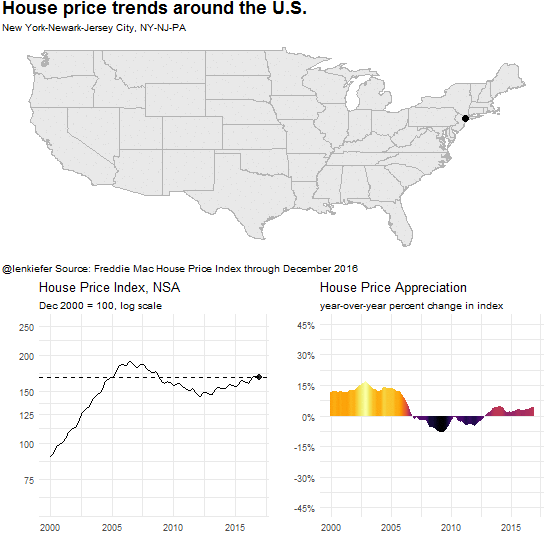 House price trends around the U.S.
New York-Newark-Jersey City, NY-NJ-PA
@lenkiefer Source: Freddie Mac House Price Index through December 2016
House Price Index, NSA
Dec 2000 = 100, log scale
250
200
150
125
100
75
2000 2005 2010 2015
House Price Appreciation
year-over-year percent change in index
45%
30%
15%
0%
-15%
-30%
-45%
2000 2005 2010 2015